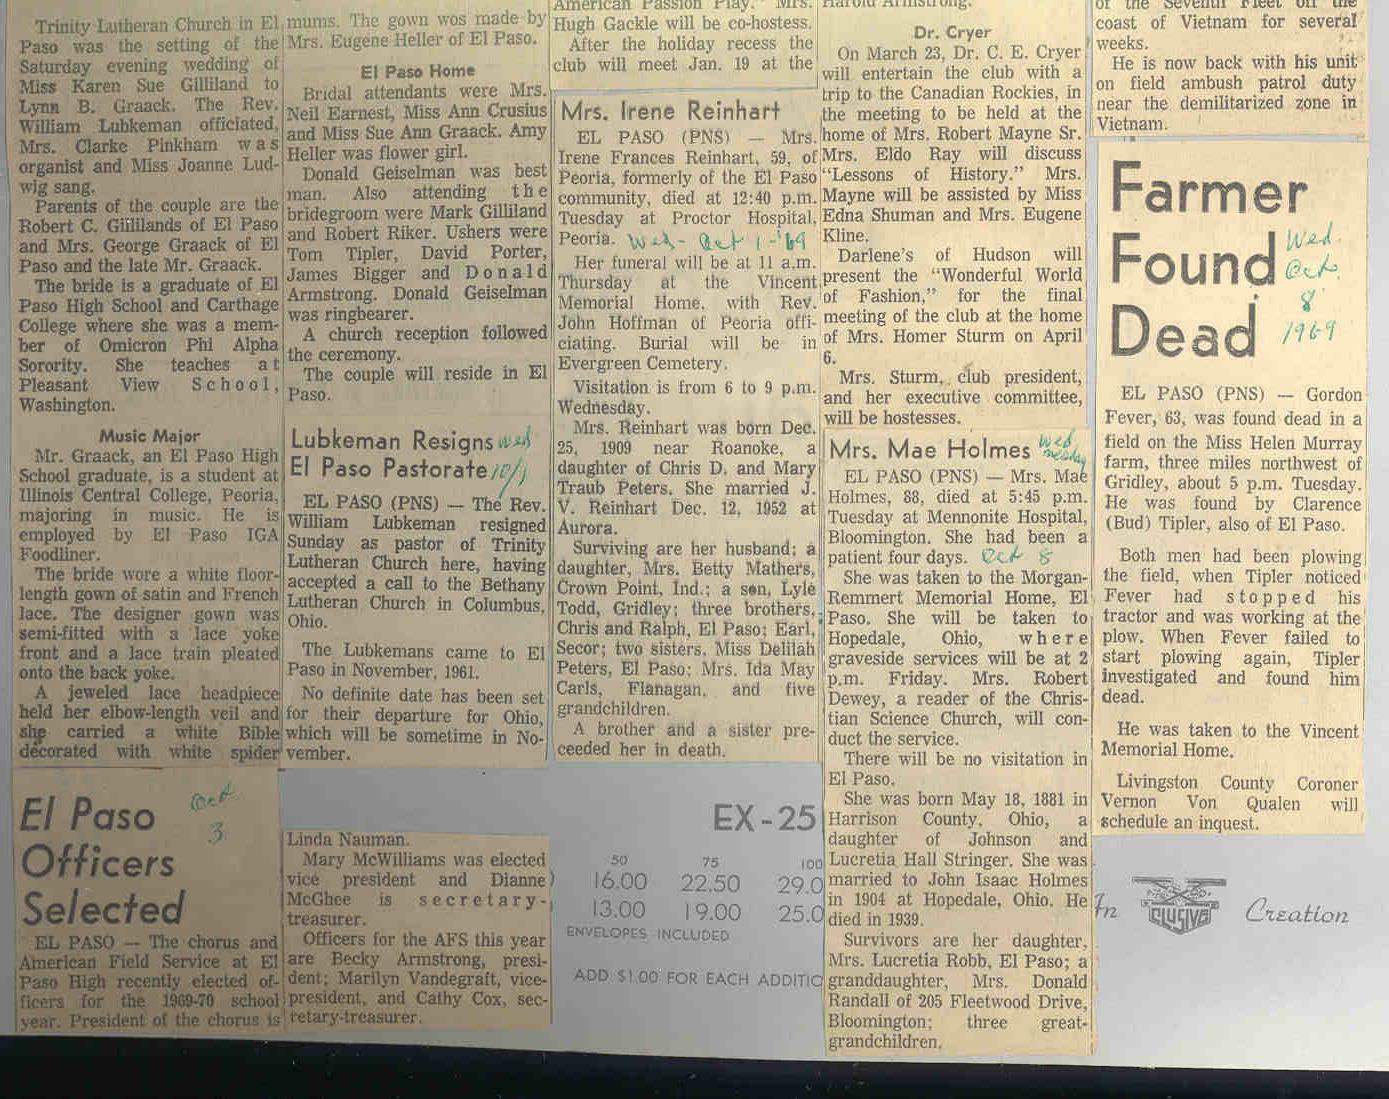 Trinity Lutheran Church in El
Paso was the setting of the
Saturday evening wedding of
Miss Karen Sue Gilliland to
Lynn B. Graack. The Rev.
William Lubkeman officiated,
Mrs. Clarke Pinkham was
organist and Miss Joanne Lud-
wig sang.
Parents of the couple are the
Robert C. Gillilands of El Paso
and Mrs. George Graack of El
Paso and the late Mr. Graack.
The bride is a graduate of El
Paso High School and Carthage
College where she was a mem-
ber of Omicron Phi Alpha
Sorority. She teaches at
Pleasant View School,
Washington.
Music Major
Mr. Graack, an El Paso High
School graduate, is a student at
Illinois Central College, Peoria,
majoring in music. He is
employed by El Paso IGA
Foodliner.
The bride wore a white floor-
length gown of satin and French
lace. The designer gown was
semi-fitted with a lace yoke
front and a lace train pleated
onto the back yoke.
A jeweled lace headpiece
held her elbow-length veil and
she carried a white Bible
decorated with white spider
mums. The gown wos made by
Mrs. Eugene Heller of El Paso.
El Paso Home
Bridal attendants were Mrs.
Neil Earnest, Miss Ann Crusius
and Miss Sue Ann Graack. Amy
Heller was flower girl.
Donald Geiselman was best
man. Also attending the
bridegroom were Mark Gilliland
and Robert Riker. Ushers were
Tom Tipler, David Porter,
James Bigger and Donald
Armstrong. Donald Geiselman
was ringbearer.
A church reception followed
the ceremony.
The couple will reside in El
Paso.
Lubkeman Resigns Wed
El Paso Pastorate 10/1
EL PASO (PNS) — The Rev.
William Lubkeman resigned
Sunday as pastor of Trinity
Lutheran Church here, having
accepted a call to the Bethany
Lutheran Church in Columbus,
Ohio.
The Lubkemans came to El
Paso in November, 1961.
No definite date has been set
for their departure for Ohio,
which will be sometime in No-
vember.
El Paso
Officers
Selected
Oct
3
EL PASO — The chorus and
American Field Service at El
Paso High recently elected of-
ficers for the 1969-70 school
year. President of the chorus is
Linda Nauman.
Mary McWilliams was elected
vice president and Dianne
McGhee is secretary-
treasurer.
Officers for the AFS this year
are Becky Armstrong, presi-
dent; Marilyn Vandegraft, vice-
president, and Cathy Cox, sec-
retary-treasurer.
American Passion Play." Mrs.
Hugh Gackle will be co-hostess.
After the holiday recess the
club will meet Jan. 19 at the
Mrs. Irene Reinhart
EL PASO (PNS) — Mrs.
Irene Frances Reinhart, 59, of
Peoria, formerly of the El Paso
community, died at 12:40 p.m.
Tuesday at Proctor Hospital,
Peoria. Wed - Oct 1 - '69
Her funeral will be at 11 a.m.
Thursday at the Vincent
Memorial Home, with Rev.
John Hoffman of Peoria offi-
ciating. Burial will be in
Evergreen Cemetery.
Visitation is from 6 to 9 p.m.
Wednesday.
Mrs. Reinhart was born Dec.
25, 1909 near Roanoke, a
daughter of Chris D. and Mary
Traub Peters. She married J.
V. Reinhart Dec. 12, 1952 at
Aurora.
Surviving are her husband; a
daughter, Mrs. Betty Mathers,
Crown Point, Ind.; a son, Lyle
Todd, Gridley; three brothers,
Chris and Ralph, El Paso; Earl,
Secor; two sisters, Miss Delilah
Peters, El Paso; Mrs. Ida May
Carls, Flanagan, and five
grandchildren.
A brother and a sister pre-
ceeded her in death.
EX-25
50 75 100
16.00 22.50 29.0
13.00 19.00 25.0
ENVELOPES INCLUDED
ADD $1.00 FOR EACH ADDITIO
Harold Armstrong.
Dr. Cryer
On March 23, Dr. C. E. Cryer
will entertain the club with a
trip to the Canadian Rockies, in
the meeting to be held at the
home of Mrs. Robert Mayne Sr.
Mrs. Eldo Ray will discuss
"Lessons of History." Mrs.
Mayne will be assisted by Miss
Edna Shuman and Mrs. Eugene
Kline.
Darlene's of Hudson will
present the "Wonderful World
of Fashion," for the final
meeting of the club at the home
of Mrs. Homer Sturm on April
6.
Mrs. Sturm, club president,
and her executive committee,
will be hostesses.
Mrs. Mae Holmes Wednesday
EL PASO (PNS) — Mrs. Mae
Holmes, 88, died at 5:45 p.m.
Tuesday at Mennonite Hospital,
Bloomington. She had been a
patient four days. Oct 8
She was taken to the Morgan-
Remmert Memorial Home, El
Paso. She will be taken to
Hopedale, Ohio, where
graveside services will be at 2
p.m. Friday. Mrs. Robert
Dewey, a reader of the Chris-
tian Science Church, will con-
duct the service.
There will be no visitation in
El Paso.
She was born May 18, 1881 in
Harrison County, Ohio, a
daughter of Johnson and
Lucretia Hall Stringer. She was
married to John Isaac Holmes
in 1904 at Hopedale, Ohio. He
died in 1939.
Survivors are her daughter,
Mrs. Lucretia Robb, El Paso; a
granddaughter, Mrs. Donald
Randall of 205 Fleetwood Drive,
Bloomington; three great-
grandchildren.
of the Seventh Fleet off the
coast of Vietnam for several
weeks.
He is now back with his unit
on field ambush patrol duty
near the demilitarized zone in
Vietnam.
Farmer
Found
Dead
Wed.
Oct.
8
1969
EL PASO (PNS) — Gordon
Fever, 63, was found dead in a
field on the Miss Helen Murray
farm, three miles northwest of
Gridley, about 5 p.m. Tuesday.
He was found by Clarence
(Bud) Tipler, also of El Paso.
Both men had been plowing
the field, when Tipler noticed
Fever had stopped his
tractor and was working at the
plow. When Fever failed to
start plowing again, Tipler
investigated and found him
dead.
He was taken to the Vincent
Memorial Home.
Livingston County Coroner
Vernon Von Qualen will
schedule an inquest.
An
CLUSIVE
Creation